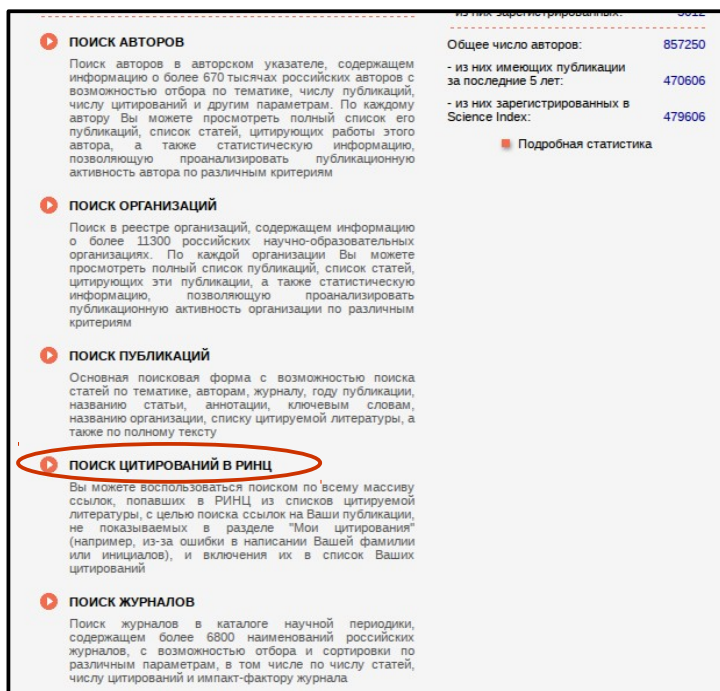 ПОИСК АВТОРОВ
Поиск авторов в авторском указателе, содержащем
информацию о более 670 тысячах российских авторов с
возможностью отбора по тематике, числу публикаций,
числу цитирований и другим параметрам. По каждому
автору Вы можете просмотреть полный список его
публикаций, список статей, цитирующих работы этого
автора, а также статистическую информацию,
позволяющую проанализировать публикационную
активность автора по различным критериям
ПОИСК ОРГАНИЗАЦИЙ
Поиск в реестре организаций, содержащем информацию
о более 11300 российских научно-образовательных
организациях. По каждой организации Вы можете
просмотреть полный список публикаций, список статей,
цитирующих эти публикации, а также статистическую
информацию, позволяющую проанализировать
публикационную активность организации по различным
критериям
ПОИСК ПУБЛИКАЦИЙ
Основная поисковая форма с возможностью поиска
статей по тематике, авторам, журналу, году публикации,
названию статьи, аннотации, ключевым словам,
названию организации, списку цитируемой литературы, а
также по полному тексту
ПОИСК ЦИТИРОВАНИЙ В РИНЦ
Вы можете воспользоваться поиском по всему массиву
ссылок, попавших в РИНЦ из списков цитируемой
литературы, с целью поиска ссылок на Ваши публикации,
не показываемых в разделе "Мои цитирования"
(например, из-за ошибки в написании Вашей фамилии
или инициалов), и включения их в список Ваших
цитирований
ПОИСК ЖУРНАЛОВ
Поиск журналов в каталоге научной периодики,
содержащем более 6800 наименований российских
журналов, с возможностью отбора и сортировки по
различным параметрам, в том числе по числу статей,
числу цитирований и импакт-фактору журнала
- из них зарегистрированных: 5012
Общее число авторов: 857250
- из них имеющих публикации
за последние 5 лет: 470606
- из них зарегистрированных в
Science Index: 479606
Подробная статистика